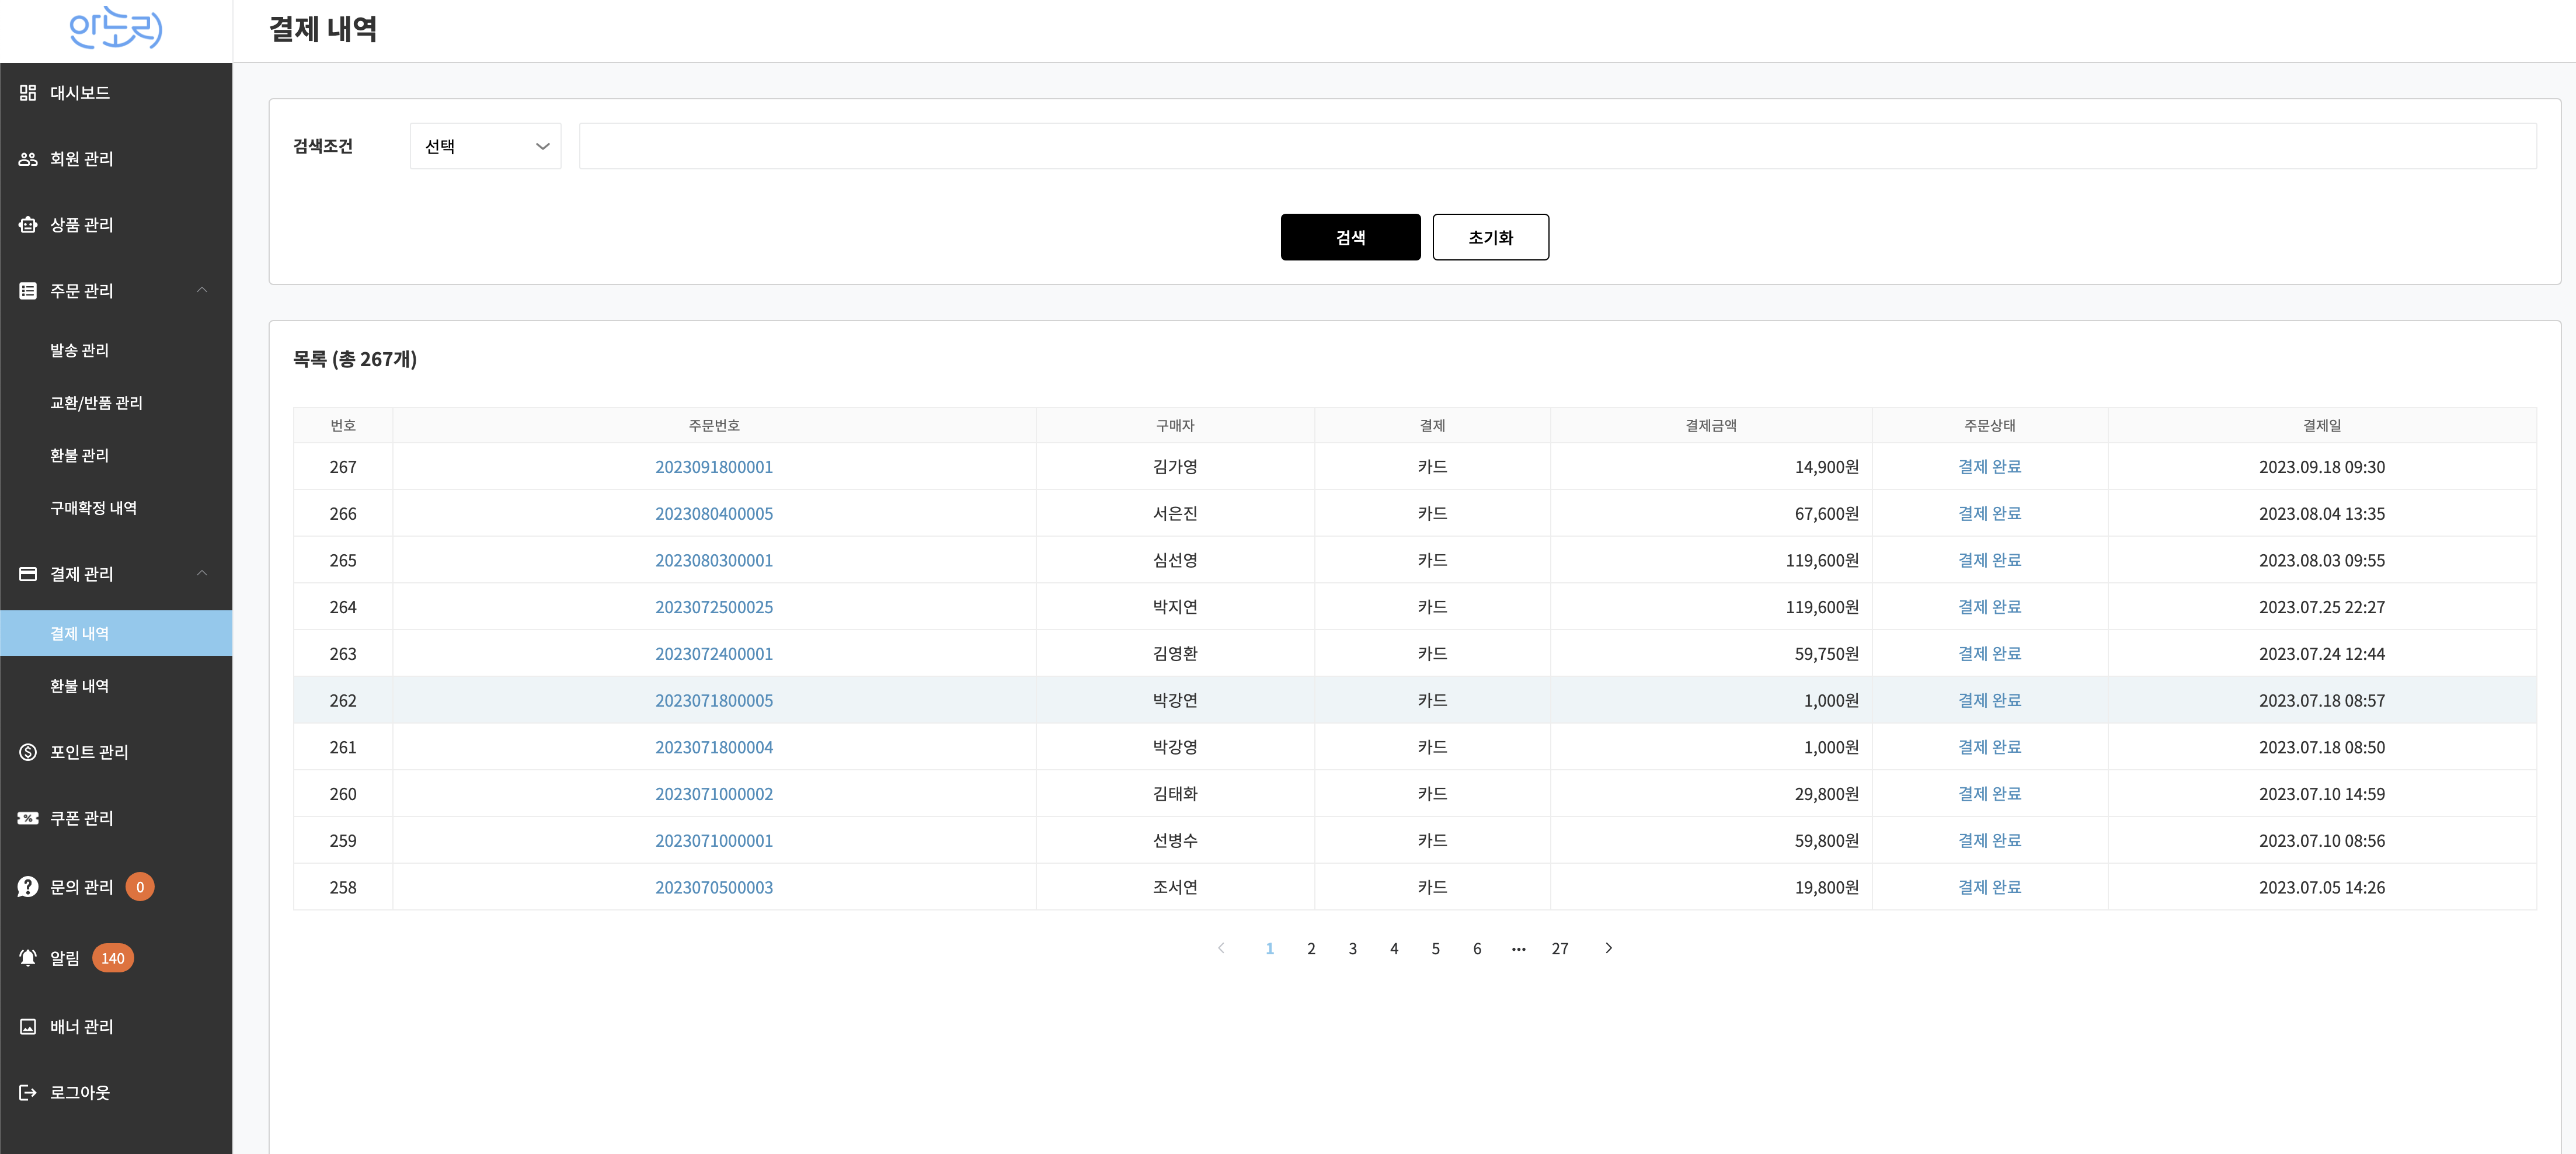 안노리
결제 내역
대시보드
회원 관리
상품 관리
주문 관리
발송 관리
교환/반품 관리
환불 관리
구매확정 내역
결제 관리
결제 내역
환불 내역
포인트 관리
쿠폰 관리
문의 관리 0
알림 140
배너 관리
로그아웃
검색조건 선택
검색 초기화
목록 (총 267개)
번호 주문번호 구매자 결제 결제금액 주문상태 결제일
267 2023091800001 김가영 카드 14,900원 결제 완료 2023.09.18 09:30
266 2023080400005 서은진 카드 67,600원 결제 완료 2023.08.04 13:35
265 2023080300001 심선영 카드 119,600원 결제 완료 2023.08.03 09:55
264 2023072500025 박지연 카드 119,600원 결제 완료 2023.07.25 22:27
263 2023072400001 김영환 카드 59,750원 결제 완료 2023.07.24 12:44
262 2023071800005 박강연 카드 1,000원 결제 완료 2023.07.18 08:57
261 2023071800004 박강영 카드 1,000원 결제 완료 2023.07.18 08:50
260 2023071000002 김태화 카드 29,800원 결제 완료 2023.07.10 14:59
259 2023071000001 선병수 카드 59,800원 결제 완료 2023.07.10 08:56
258 2023070500003 조서연 카드 19,800원 결제 완료 2023.07.05 14:26
1 2 3 4 5 6 ••• 27